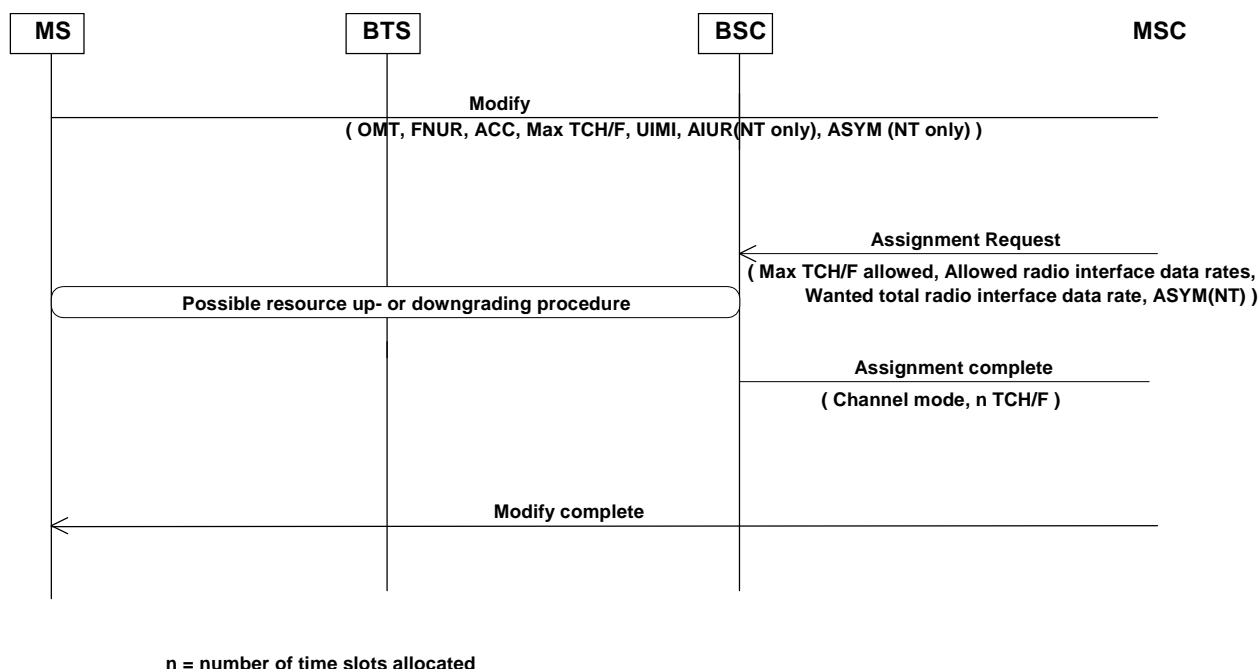 MS BTS BSC MSC
Modify
( OMT, FNUR, ACC, Max TCH/F, UIMI, AIUR(NT only), ASYM (NT only) )
Assignment Request
( Max TCH/F allowed, Allowed radio interface data rates,
Wanted total radio interface data rate, ASYM(NT) )
Possible resource up- or downgrading procedure
Assignment complete
( Channel mode, n TCH/F )
Modify complete
n = number of time slots allocated